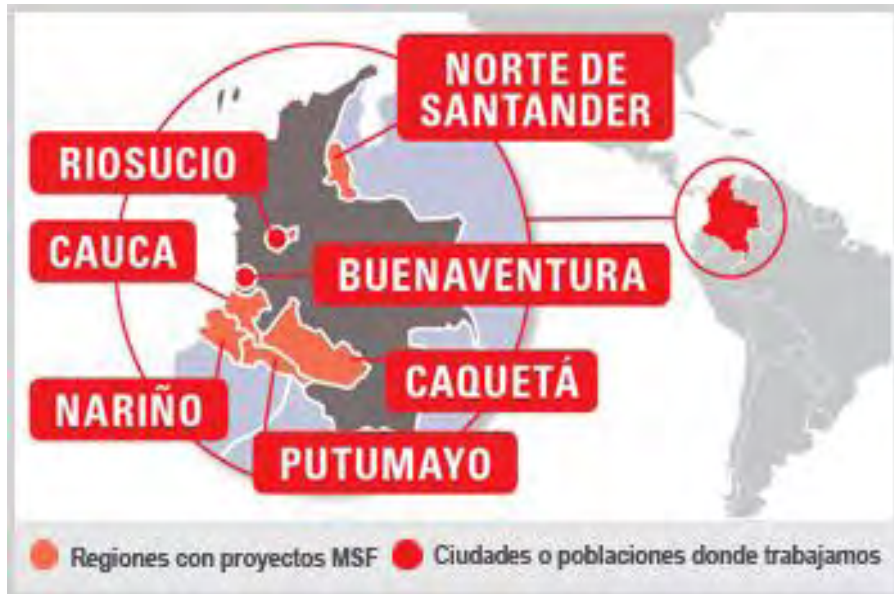 NORTE DE
SANTANDER
RIOSUCIO
CAUCA
BUENAVENTURA
CAQUETÁ
NARIÑO
PUTUMAYO
Regiones con proyectos MSF
Ciudades o poblaciones donde trabajamos